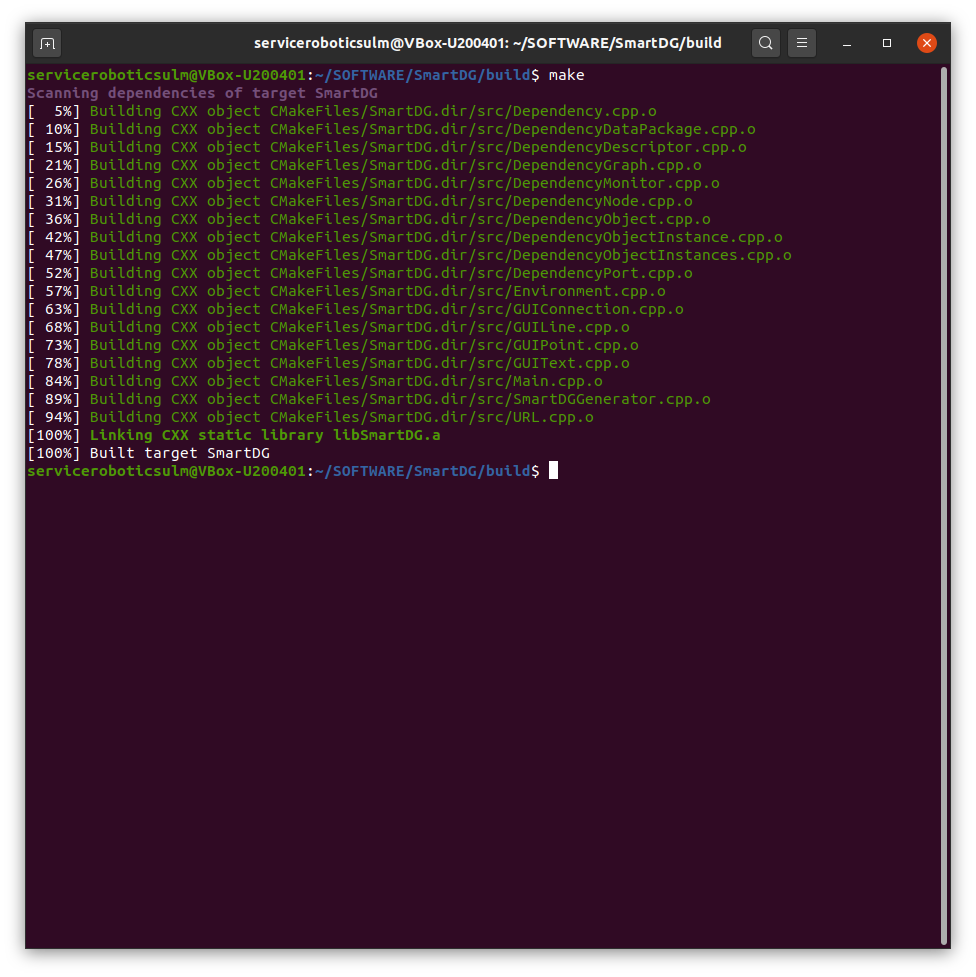 serviceroboticsulm@VBox-U200401: ~/SOFTWARE/SmartDG/build
serviceroboticsulm@VBox-U200401:~/SOFTWARE/SmartDG/build$ make
Scanning dependencies of target SmartDG
[  5%] Building CXX object CMakeFiles/SmartDG.dir/src/Dependency.cpp.o
[ 10%] Building CXX object CMakeFiles/SmartDG.dir/src/DependencyDataPackage.cpp.o
[ 15%] Building CXX object CMakeFiles/SmartDG.dir/src/DependencyDescriptor.cpp.o
[ 21%] Building CXX object CMakeFiles/SmartDG.dir/src/DependencyGraph.cpp.o
[ 26%] Building CXX object CMakeFiles/SmartDG.dir/src/DependencyMonitor.cpp.o
[ 31%] Building CXX object CMakeFiles/SmartDG.dir/src/DependencyNode.cpp.o
[ 36%] Building CXX object CMakeFiles/SmartDG.dir/src/DependencyObject.cpp.o
[ 42%] Building CXX object CMakeFiles/SmartDG.dir/src/DependencyObjectInstance.cpp.o
[ 47%] Building CXX object CMakeFiles/SmartDG.dir/src/DependencyObjectInstances.cpp.o
[ 52%] Building CXX object CMakeFiles/SmartDG.dir/src/DependencyPort.cpp.o
[ 57%] Building CXX object CMakeFiles/SmartDG.dir/src/Environment.cpp.o
[ 63%] Building CXX object CMakeFiles/SmartDG.dir/src/GUIConnection.cpp.o
[ 68%] Building CXX object CMakeFiles/SmartDG.dir/src/GUILine.cpp.o
[ 73%] Building CXX object CMakeFiles/SmartDG.dir/src/GUIPoint.cpp.o
[ 78%] Building CXX object CMakeFiles/SmartDG.dir/src/GUIText.cpp.o
[ 84%] Building CXX object CMakeFiles/SmartDG.dir/src/Main.cpp.o
[ 89%] Building CXX object CMakeFiles/SmartDG.dir/src/SmartDGGenerator.cpp.o
[ 94%] Building CXX object CMakeFiles/SmartDG.dir/src/URL.cpp.o
[100%] Linking CXX static library libSmartDG.a
[100%] Built target SmartDG
serviceroboticsulm@VBox-U200401:~/SOFTWARE/SmartDG/build$